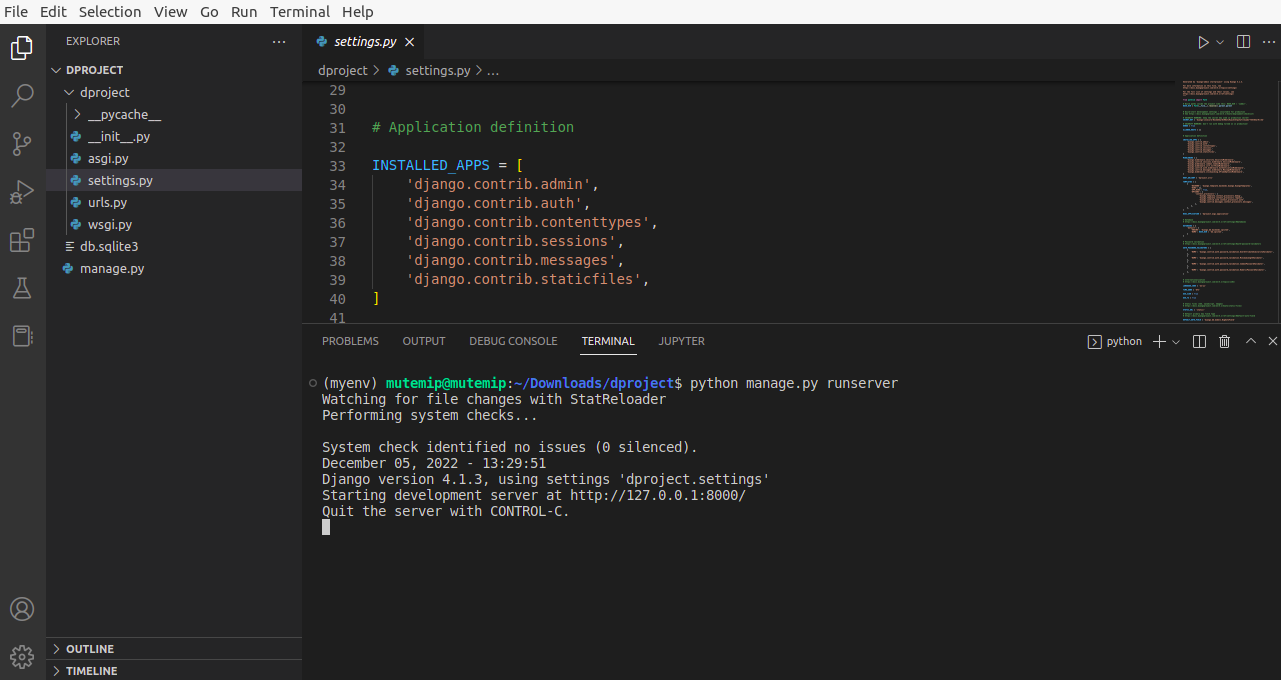 File Edit Selection View Go Run Terminal Help
EXPLORER
DPROJECT
dproject
__pycache__
__init__.py
asgi.py
settings.py
urls.py
wsgi.py
db.sqlite3
manage.py
OUTLINE
TIMELINE
settings.py
dproject > settings.py > ...
29
30
31 # Application definition
32
33 INSTALLED_APPS = [
34 'django.contrib.admin',
35 'django.contrib.auth',
36 'django.contrib.contenttypes',
37 'django.contrib.sessions',
38 'django.contrib.messages',
39 'django.contrib.staticfiles',
40 ]
41
PROBLEMS OUTPUT DEBUG CONSOLE TERMINAL JUPYTER
python
(myenv) mutemip@mutemip:~/Downloads/dproject$ python manage.py runserver
Watching for file changes with StatReloader
Performing system checks...
System check identified no issues (0 silenced).
December 05, 2022 - 13:29:51
Django version 4.1.3, using settings 'dproject.settings'
Starting development server at http://127.0.0.1:8000/
Quit the server with CONTROL-C.